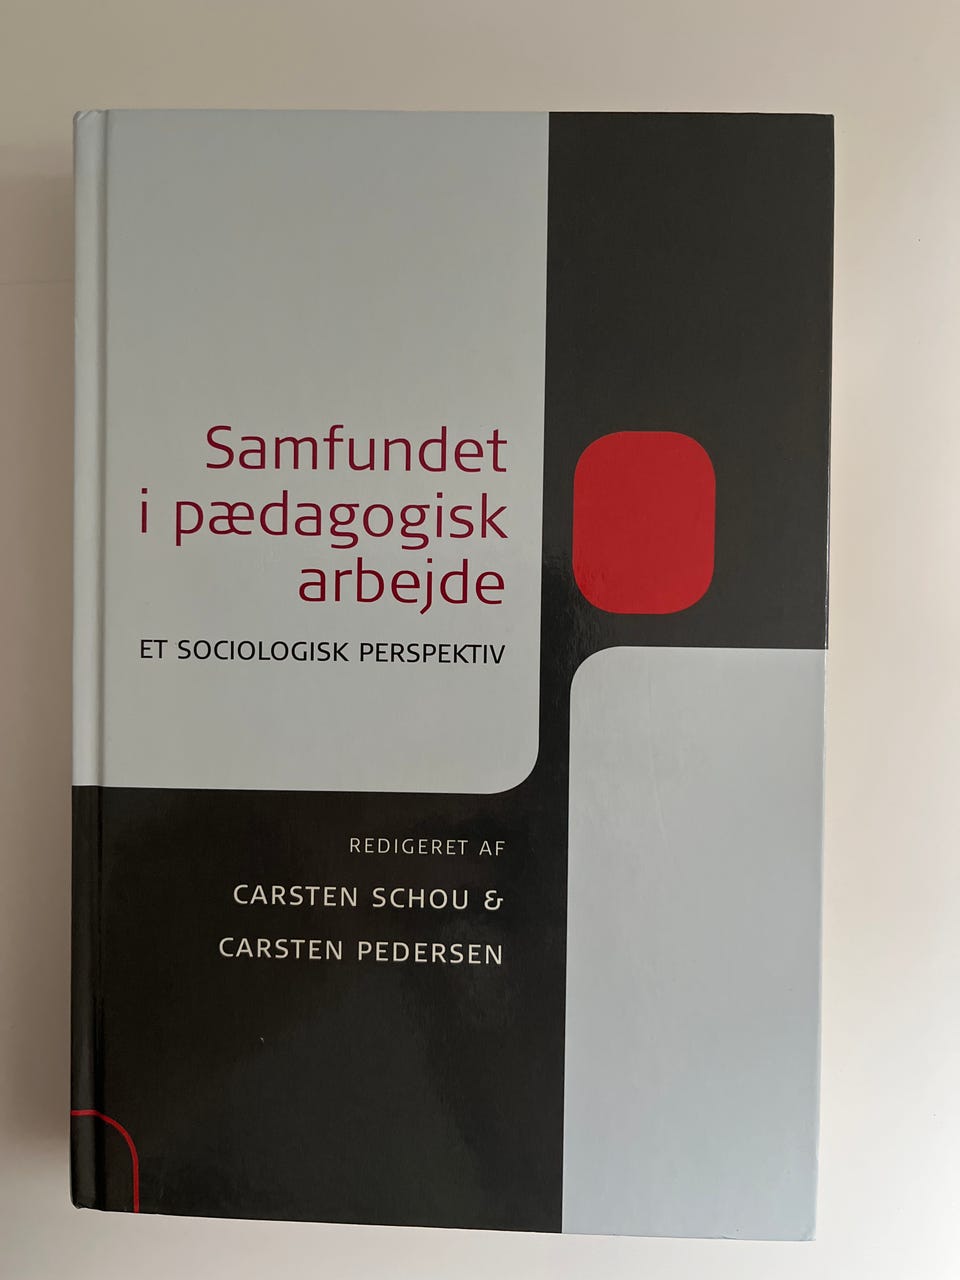 Samfundet
i pædagogisk
arbejde
ET SOCIOLOGISK PERSPEKTIV
REDIGERET AF
CARSTEN SCHOU &
CARSTEN PEDERSEN